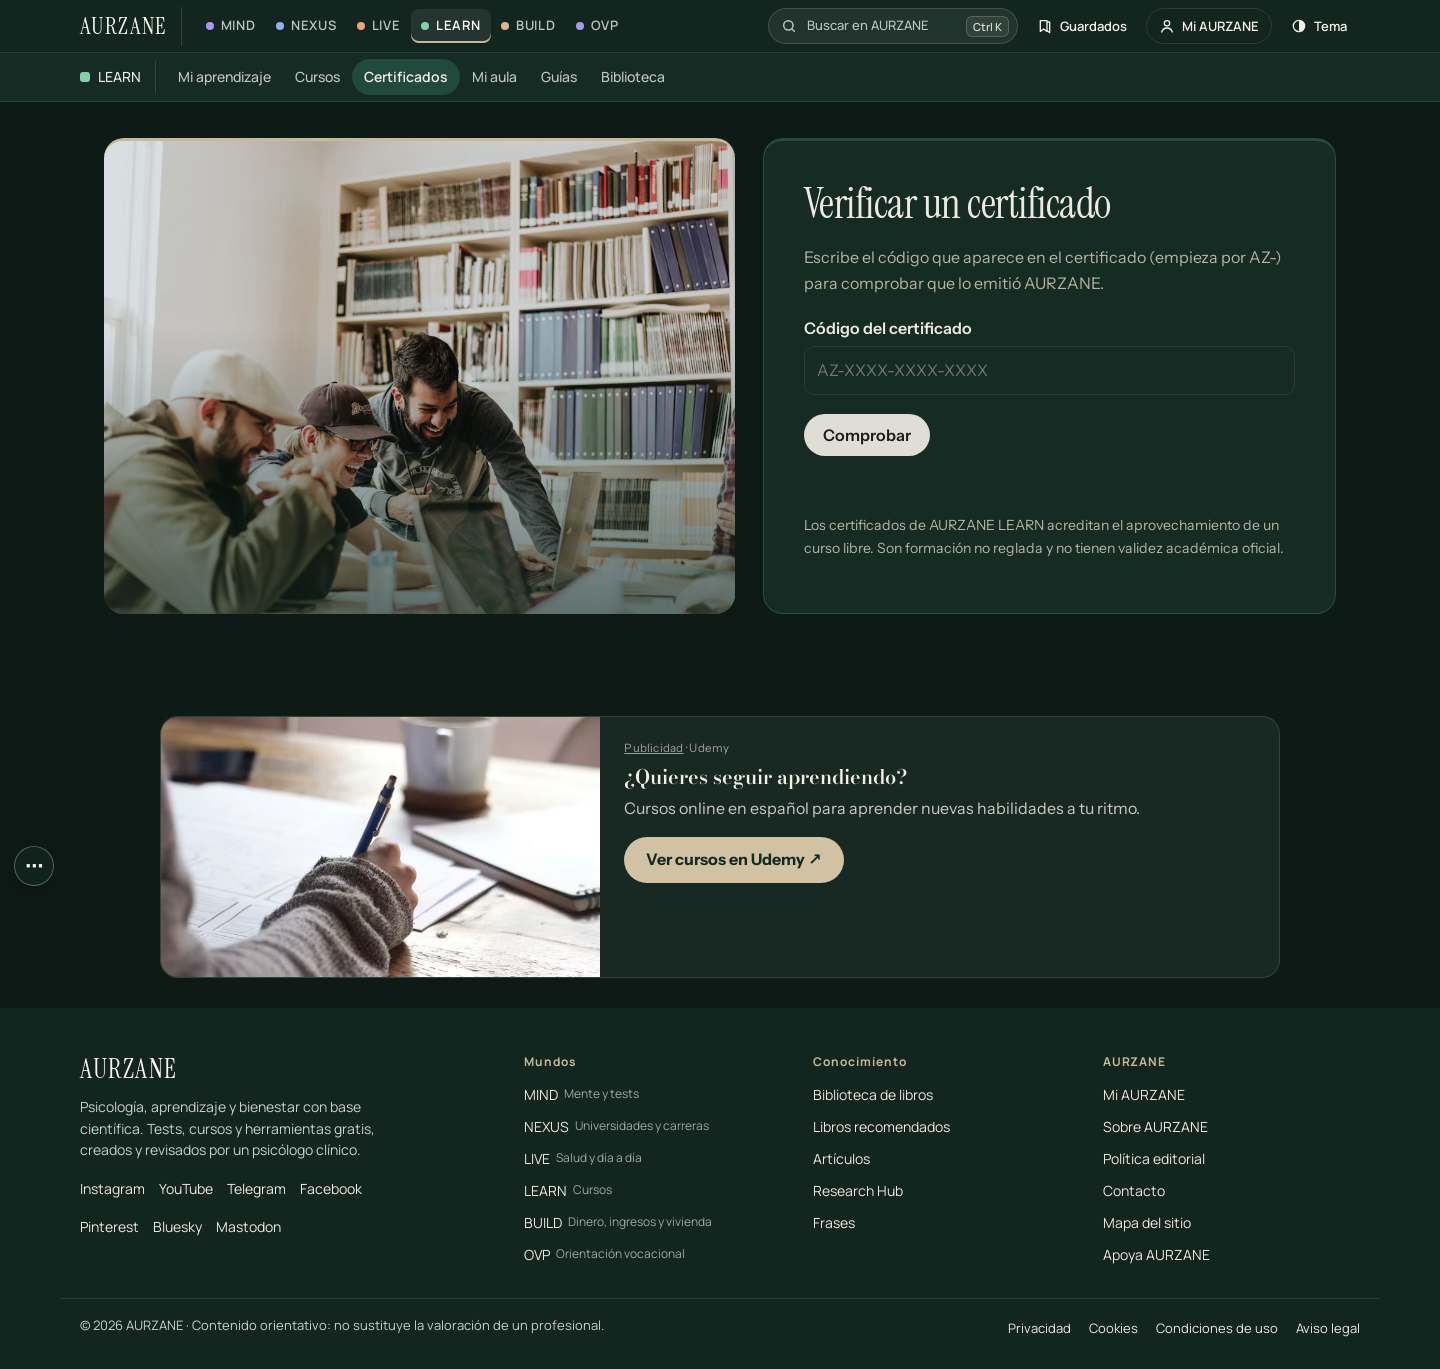 AURZANE
MIND
NEXUS
LIVE
LEARN
BUILD
OVP
Buscar en AURZANE
Ctrl K
Guardados
Mi AURZANE
Tema
LEARN
Mi aprendizaje
Cursos
Certificados
Mi aula
Guías
Biblioteca
Verificar un certificado
Escribe el código que aparece en el certificado (empieza por AZ-)
para comprobar que lo emitió AURZANE.
Código del certificado
AZ-XXXX-XXXX-XXXX
Comprobar
Los certificados de AURZANE LEARN acreditan el aprovechamiento de un
curso libre. Son formación no reglada y no tienen validez académica oficial.
Publicidad · Udemy
¿Quieres seguir aprendiendo?
Cursos online en español para aprender nuevas habilidades a tu ritmo.
Ver cursos en Udemy ↗
AURZANE
Psicología, aprendizaje y bienestar con base
científica. Tests, cursos y herramientas gratis,
creados y revisados por un psicólogo clínico.
Instagram YouTube Telegram Facebook
Pinterest Bluesky Mastodon
Mundos
MIND Mente y tests
NEXUS Universidades y carreras
LIVE Salud y día a día
LEARN Cursos
BUILD Dinero, ingresos y vivienda
OVP Orientación vocacional
Conocimiento
Biblioteca de libros
Libros recomendados
Artículos
Research Hub
Frases
AURZANE
Mi AURZANE
Sobre AURZANE
Política editorial
Contacto
Mapa del sitio
Apoya AURZANE
© 2026 AURZANE · Contenido orientativo: no sustituye la valoración de un profesional.
Privacidad Cookies Condiciones de uso Aviso legal